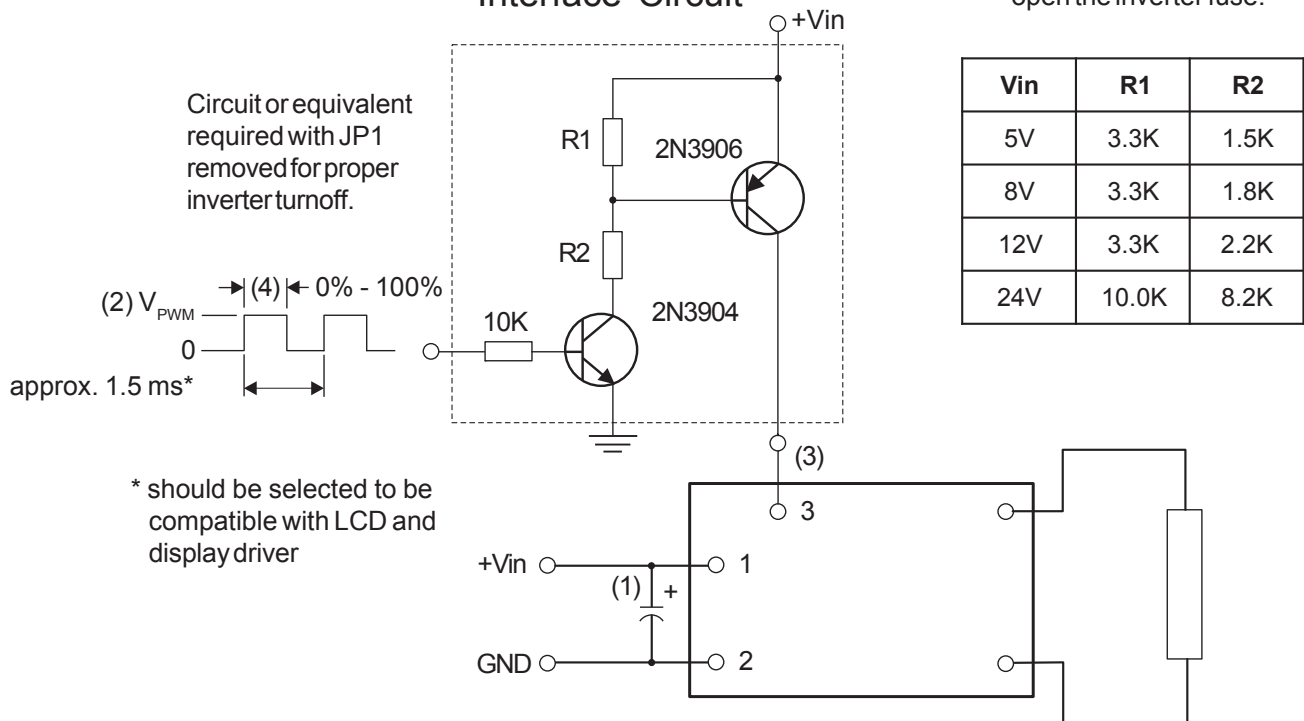 Interface Circuit
open the inverter fuse.
+Vin
Circuit or equivalent
required with JP1
removed for proper
inverter turnoff.
R1
2N3906
R2
2N3904
10K
(2) VPWM
(4)
0% - 100%
0
approx. 1.5 ms*
* should be selected to be
compatible with LCD and
display driver
(3)
3
+Vin
1
(1)
+
GND
2
Vin R1 R2
5V 3.3K 1.5K
8V 3.3K 1.8K
12V 3.3K 2.2K
24V 10.0K 8.2K